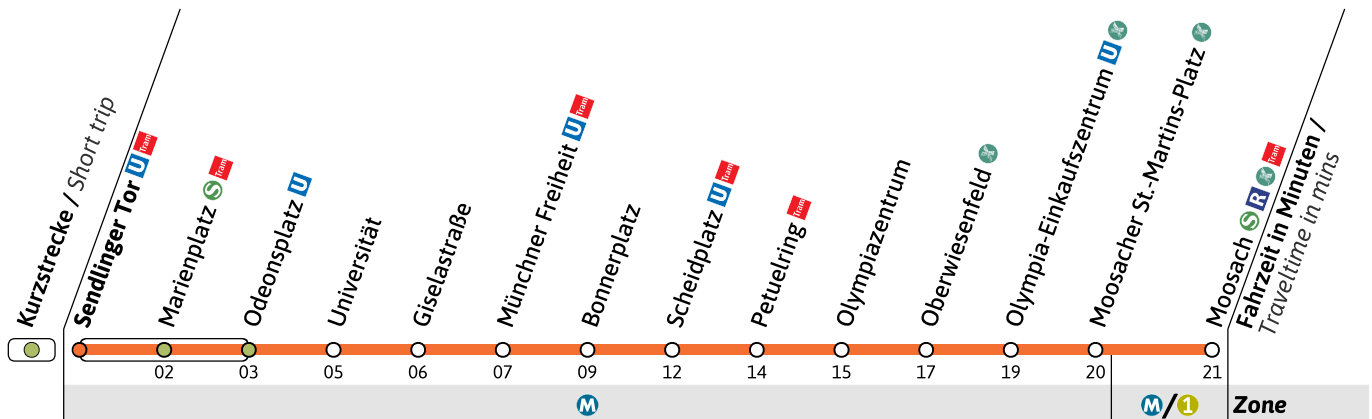 Kurzstrecke / Short trip
Sendlinger Tor U Tram
Marienplatz S Tram
Odeonsplatz U
Universität
Giselastraße
Münchner Freiheit U Tram
Bonnerplatz
Scheidplatz U Tram
Petuelring Tram
Olympiazentrum
Oberwiesenfeld
Olympia-Einkaufszentrum U
Moosacher St.-Martins-Platz
Moosach S R Tram
Fahrzeit in Minuten /
Traveltime in mins
02 03 05 06 07 09 12 14 15 17 19 20 21
M M/1 Zone